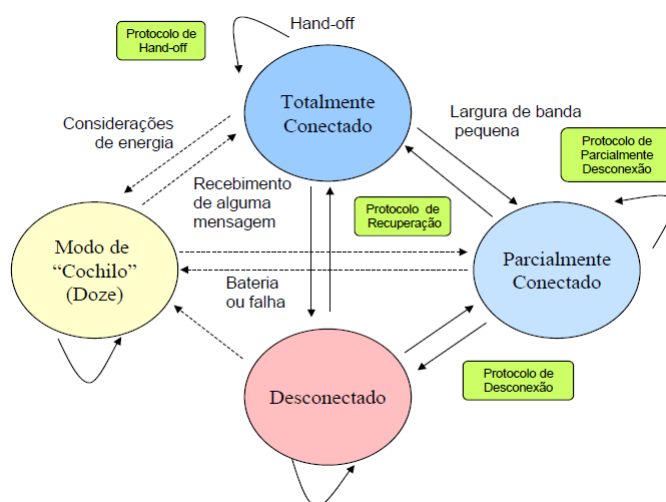 Protocolo de
Hand-off
Hand-off
Totalmente
Conectado
Considerações
de energia
Largura de banda
pequena
Protocolo de
Parcialmente
Desconexão
Recebimento
de alguma
mensagem
Protocolo de
Recuperação
Modo de
“Cochilo”
(Doze)
Parcialmente
Conectado
Bateria
ou falha
Desconectado
Protocolo de
Desconexão